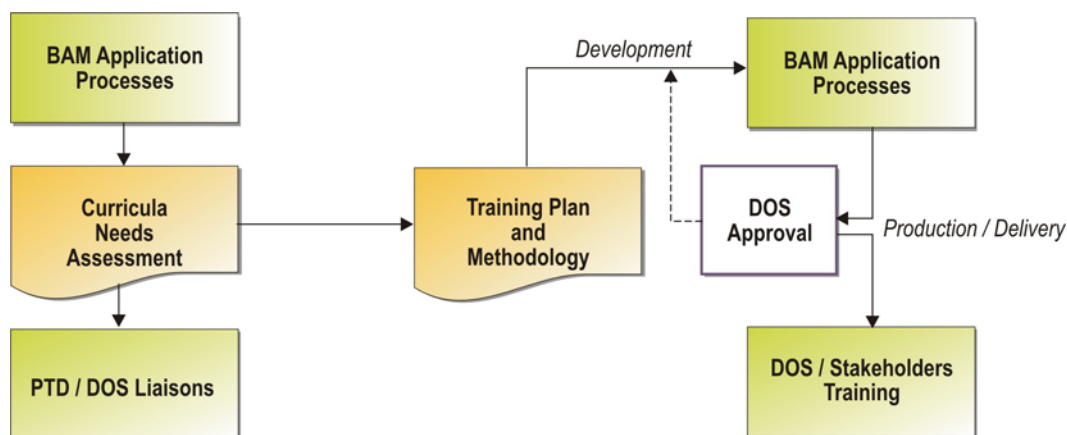 BAM Application
Processes
Curricula
Needs
Assessment
PTD / DOS Liaisons
Training Plan
and
Methodology
Development
BAM Application
Processes
DOS
Approval
Production / Delivery
DOS / Stakeholders
Training